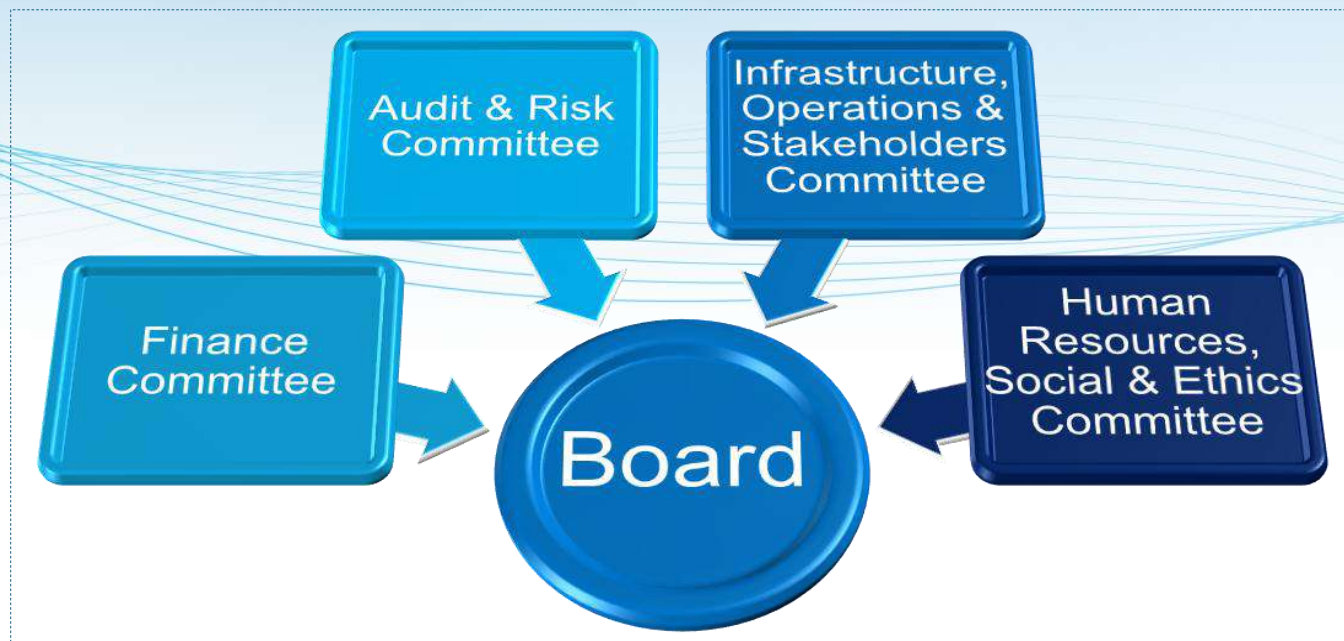 Audit & Risk
Committee
Infrastructure,
Operations &
Stakeholders
Committee
Finance
Committee
Human
Resources,
Social & Ethics
Committee
Board